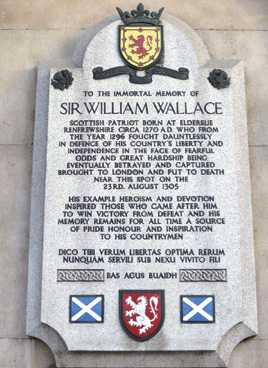 TO THE IMMORTAL MEMORY OF
SIR WILLIAM WALLACE
SCOTTISH PATRIOT BORN AT ELDERSLIE
RENFREWSHIRE CIRCA 1270 A.D. WHO FROM
THE YEAR 1296 FOUGHT DAUNTLESSLY
IN DEFENCE OF HIS COUNTRY'S LIBERTY AND
INDEPENDENCE IN THE FACE OF FEARFUL
ODDS AND GREAT HARDSHIP BEING
EVENTUALLY BETRAYED AND CAPTURED
BROUGHT TO LONDON AND PUT TO DEATH
NEAR THIS SPOT ON THE
23RD. AUGUST 1305
HIS EXAMPLE HEROISM AND DEVOTION
INSPIRED THOSE WHO CAME AFTER HIM
TO WIN VICTORY FROM DEFEAT AND HIS
MEMORY REMAINS FOR ALL TIME A SOURCE
OF PRIDE HONOUR AND INSPIRATION
TO HIS COUNTRYMEN
DICO TIBI VERUM LIBERTAS OPTIMA RERUM
NUNQUAM SERVILI SUB NEXU VIVITO FILI
BAS AGUS BUAIDH